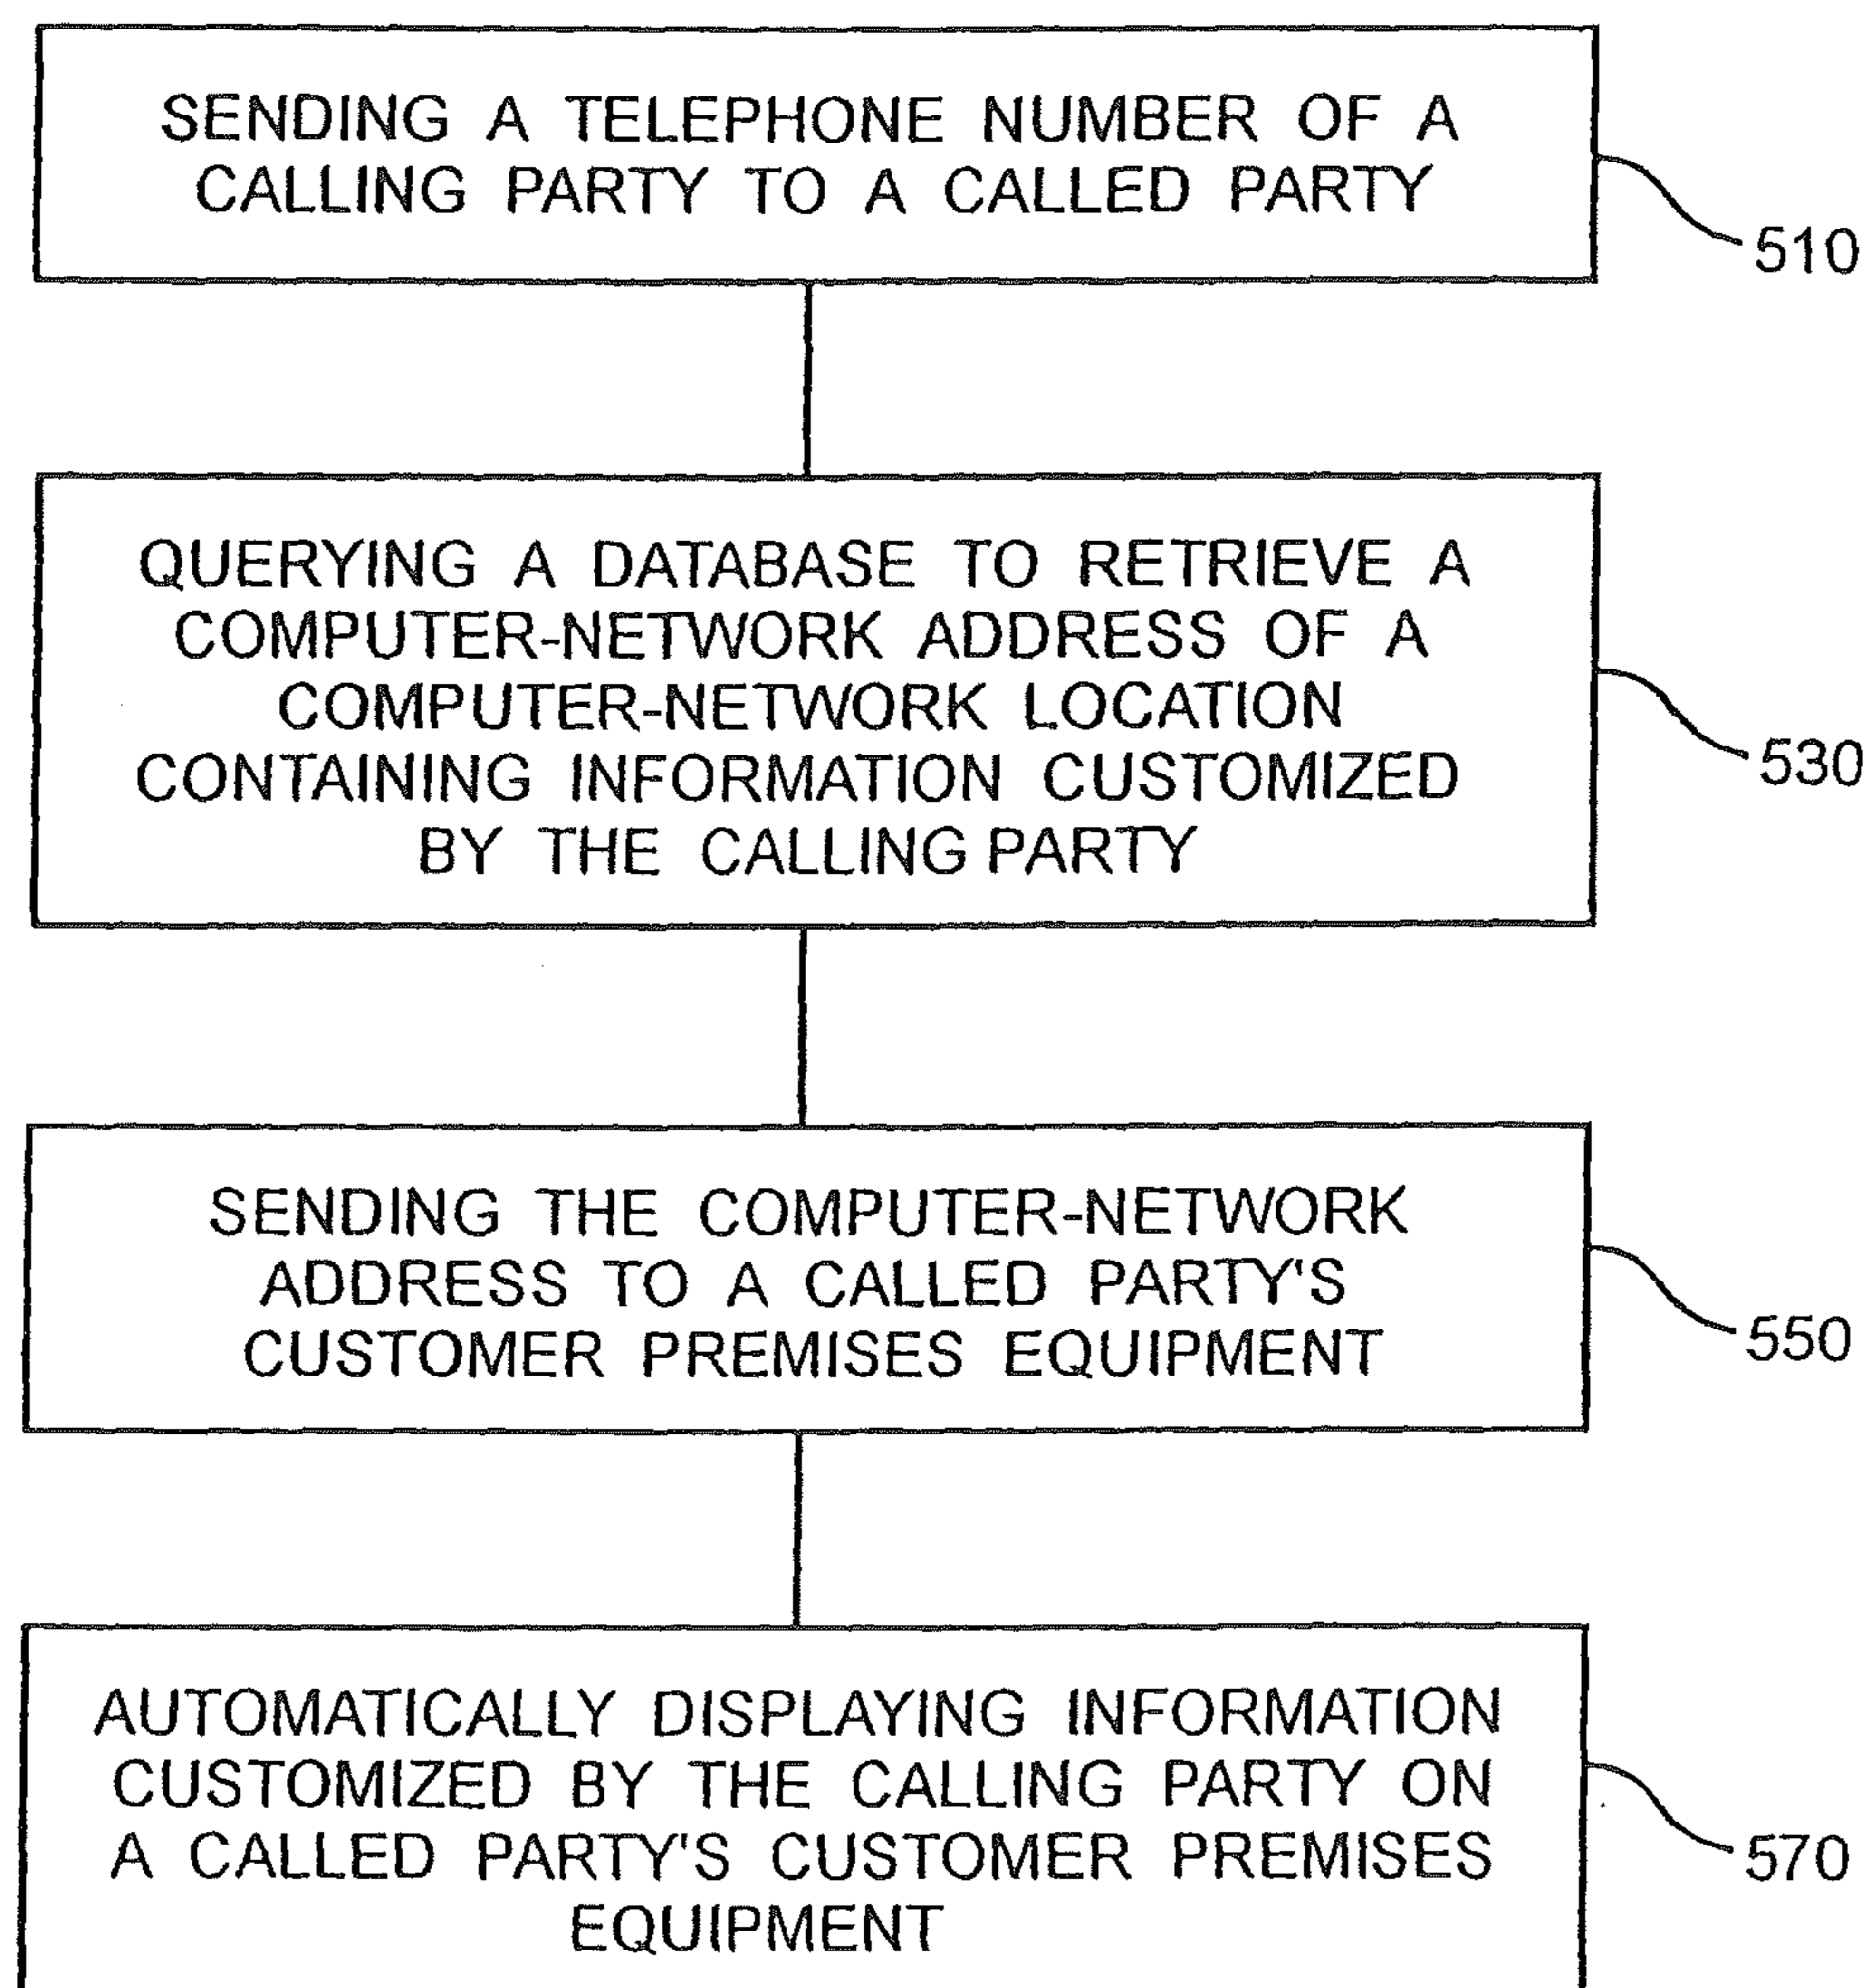 SENDING A TELEPHONE NUMBER OF A
CALLING PARTY TO A CALLED PARTY
510
QUERYING A DATABASE TO RETRIEVE A
COMPUTER-NETWORK ADDRESS OF A
COMPUTER-NETWORK LOCATION
CONTAINING INFORMATION CUSTOMIZED
BY THE CALLING PARTY
530
SENDING THE COMPUTER-NETWORK
ADDRESS TO A CALLED PARTY'S
CUSTOMER PREMISES EQUIPMENT
550
AUTOMATICALLY DISPLAYING INFORMATION
CUSTOMIZED BY THE CALLING PARTY ON
A CALLED PARTY'S CUSTOMER PREMISES
EQUIPMENT
570